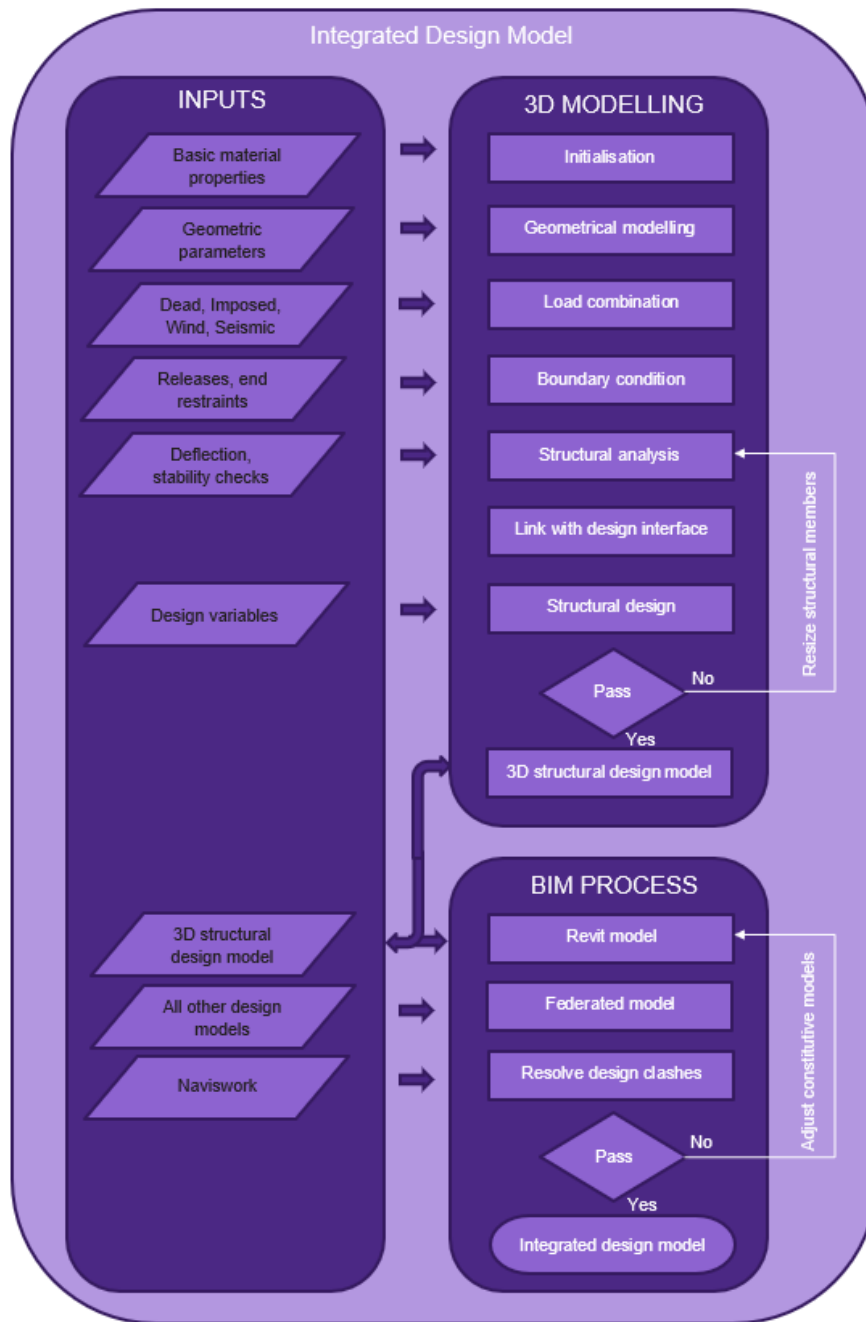 Integrated Design Model
INPUTS
Basic material
properties
Geometric
parameters
Dead, Imposed,
Wind, Seismic
Releases, end
restraints
Deflection,
stability checks
Design variables
3D structural
design model
All other design
models
Naviswork
3D MODELLING
Initialisation
Geometrical modelling
Load combination
Boundary condition
Structural analysis
Link with design interface
Structural design
Pass
No
Yes
Resize structural members
3D structural design model
BIM PROCESS
Revit model
Federated model
Resolve design clashes
Pass
No
Yes
Adjust constitutive models
Integrated design model